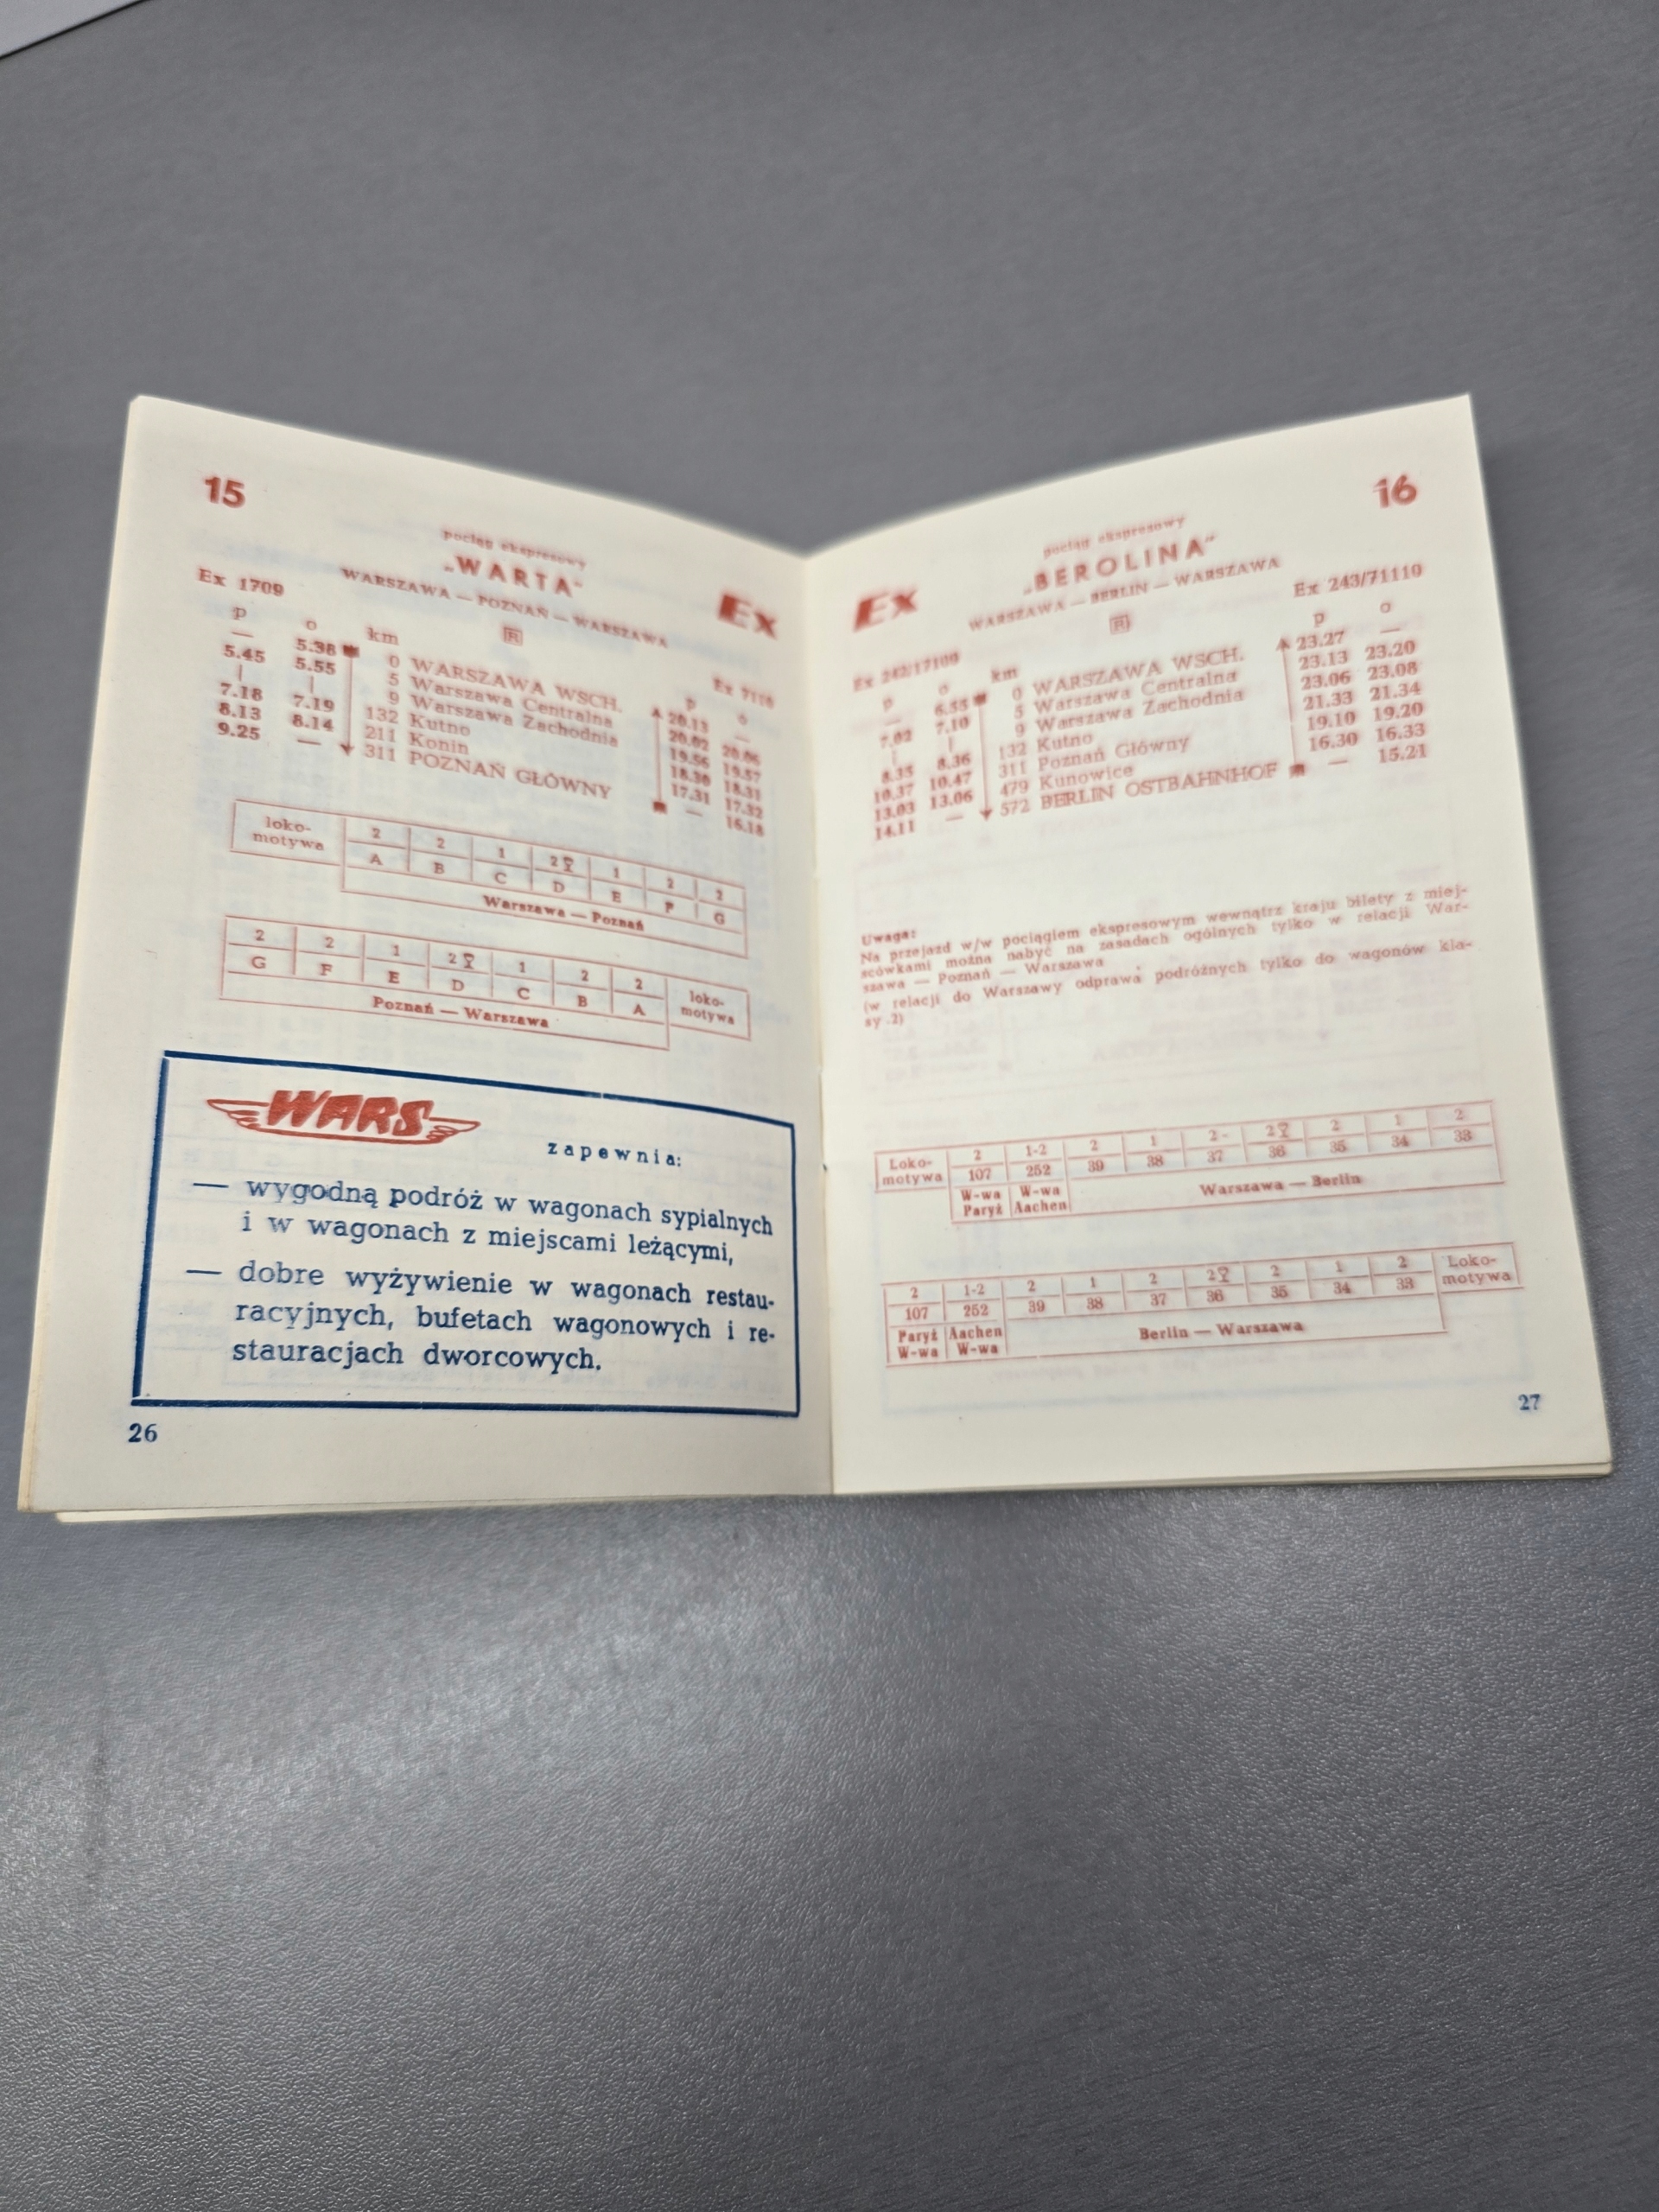 15
pociąg ekspresowy
„WARTA"
WARSZAWA — POZNAŃ — WARSZAWA
Ex 1709
R
Ex
p o km
— 5.38 0 WARSZAWA WSCH. 20.13 —
5.45 5.55 5 Warszawa Centralna 20.02 20.06
| | 9 Warszawa Zachodnia 19.56 19.57
7.18 7.19 132 Kutno 18.30 18.31
8.13 8.14 211 Konin 17.31 17.32
9.25 — 311 POZNAŃ GŁÓWNY — 16.18
p o
loko-
motywa
2 2 1 2 1 2 2
A B C D E F G
Warszawa — Poznań
2 2 1 2 1 2 2
G F E D C B A
loko-
motywa
Poznań — Warszawa
WARS
zapewnia:
— wygodną podróż w wagonach sypialnych
i w wagonach z miejscami leżącymi,
— dobre wyżywienie w wagonach restau-
racyjnych, bufetach wagonowych i re-
stauracjach dworcowych.
26
16
pociąg ekspresowy
„BEROLINA"
WARSZAWA — BERLIN — WARSZAWA
Ex
R
Ex 243/71110
p o km p o
— 6.55 0 WARSZAWA WSCH. 23.27 —
7.02 7.10 5 Warszawa Centralna 23.13 23.20
| | 9 Warszawa Zachodnia 23.06 23.08
8.35 8.36 132 Kutno 21.33 21.34
10.37 10.47 311 Poznań Główny 19.10 19.20
13.03 13.06 479 Kunowice 16.30 16.33
14.11 — 572 BERLIN OSTBAHNHOF — 15.21
Uwaga:
Na przejazd w/w pociągiem ekspresowym wewnątrz kraju bilety z miej-
scówkami można nabyć na zasadach ogólnych tylko w relacji War-
szawa — Poznań — Warszawa
(w relacji do Warszawy odprawa podróżnych tylko do wagonów kla-
sy .2)
Loko-
motywa
2 1-2 2 1 2 2 2 1 2
107 252 39 38 37 36 35 34 33
W-wa W-wa
Paryż Aachen
Warszawa — Berlin
2 1-2 2 1 2 2 2 1 2
107 252 39 38 37 36 35 34 33
Loko-
motywa
Paryż Aachen
W-wa W-wa
Berlin — Warszawa
27